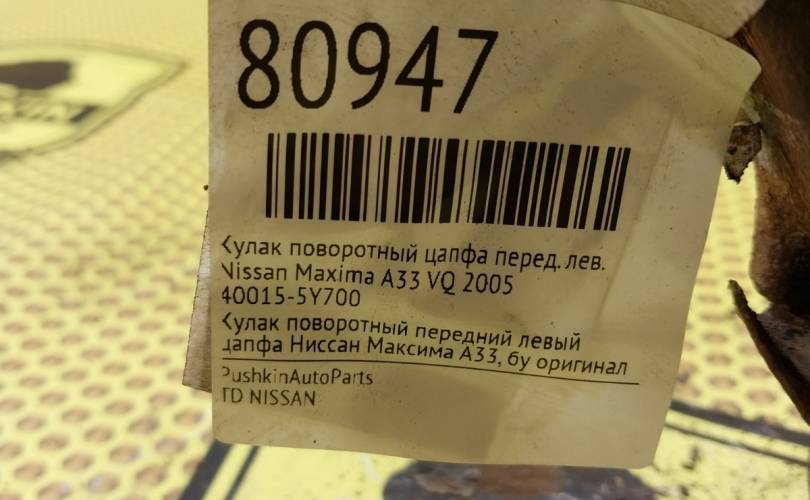 80947
Кулак поворотный цапфа перед. лев.
Nissan Maxima A33 VQ 2005
40015-5Y700
Кулак поворотный передний левый
цапфа Ниссан Максима А33, бу оригинал
PushkinAutoParts
TD NISSAN